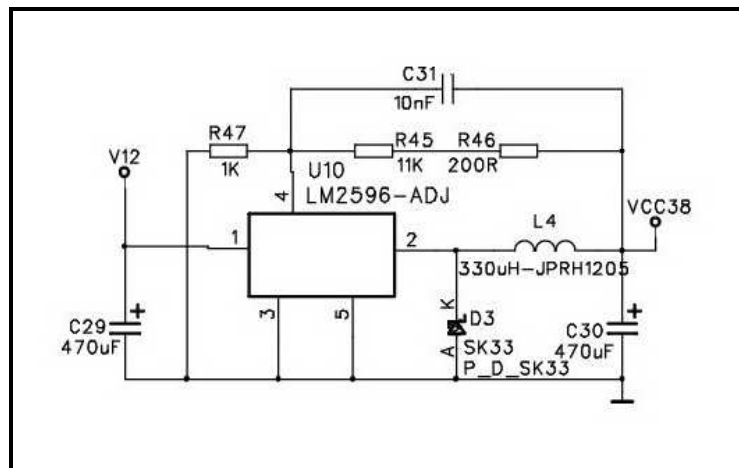 C31
10nF
R47
1K
R45
11K
R46
200R
V12
U10
LM2596-ADJ
4
1
2
3
5
L4
330uH-JPRH1205
VCC38
C29
+
470uF
K
A
D3
SK33
P_D_SK33
C30
+
470uF